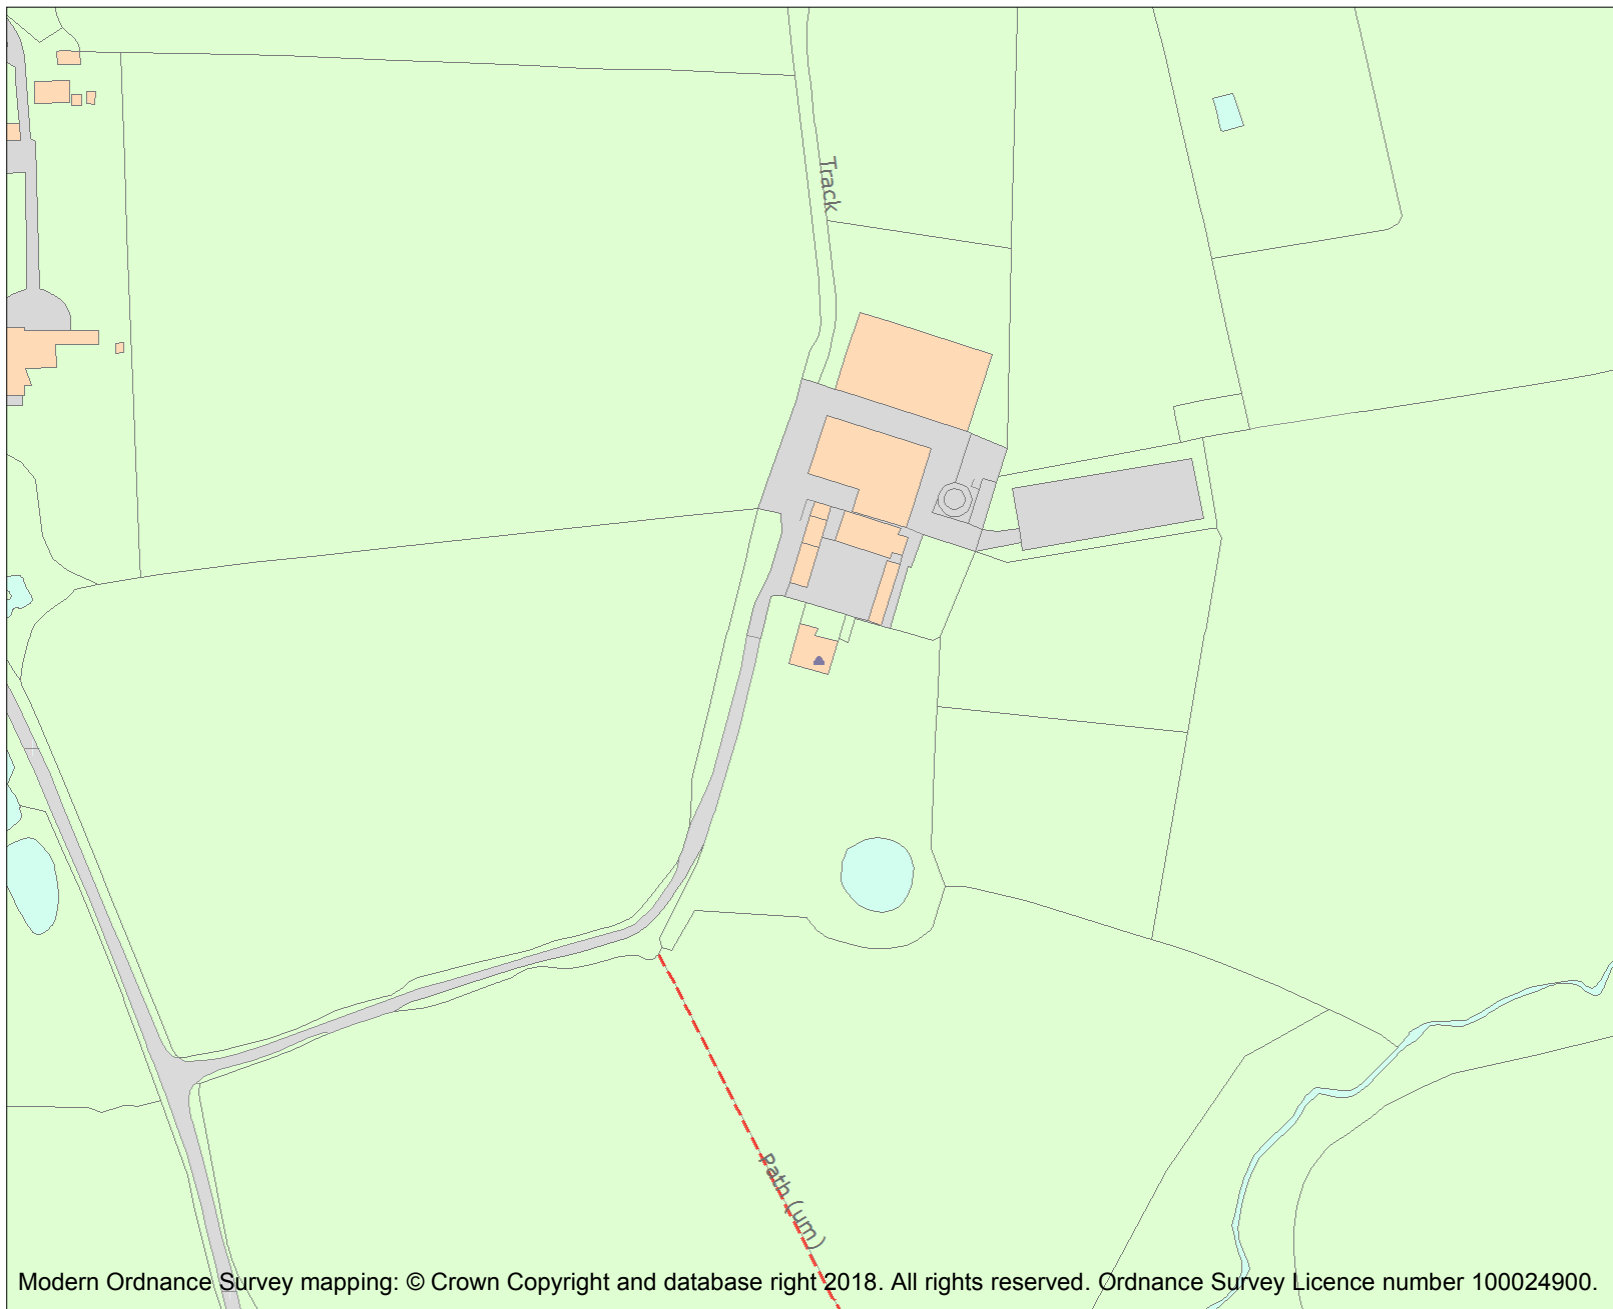 Track
Path (um)
Modern Ordnance Survey mapping: © Crown Copyright and database right 2018. All rights reserved. Ordnance Survey Licence number 100024900.